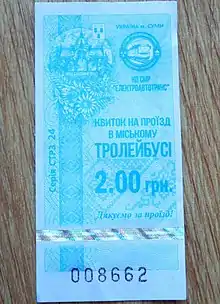 УКРАЇНА м. СУМИ
КП СМР
"ЕЛЕКТРОАВТОТРАНС"
КВИТОК НА ПРОЇЗД
В МІСЬКОМУ
ТРОЛЕЙБУСІ
2.00 грн.
Дякуємо за проїзд!
Серія СТРЗ 24
008662